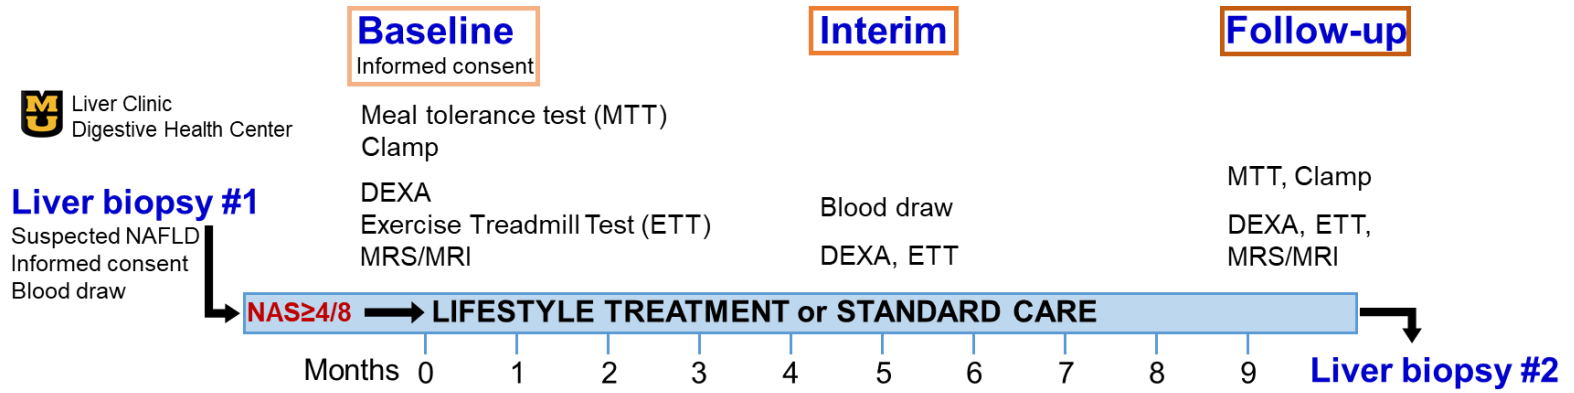 Baseline
Informed consent
Interim
Follow-up
MU
Liver Clinic
Digestive Health Center
Meal tolerance test (MTT)
Clamp
DEXA
Exercise Treadmill Test (ETT)
MRS/MRI
Blood draw
DEXA, ETT
MTT, Clamp
DEXA, ETT,
MRS/MRI
Liver biopsy #1
Suspected NAFLD
Informed consent
Blood draw
NAS≥4/8
LIFESTYLE TREATMENT or STANDARD CARE
Months 0 1 2 3 4 5 6 7 8 9
Liver biopsy #2